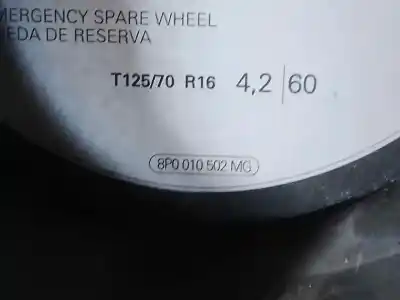 MERGENCY SPARE WHEEL
EDA DE RESERVA
T125/70 R16 4,2 60
8P0 010 502 MG